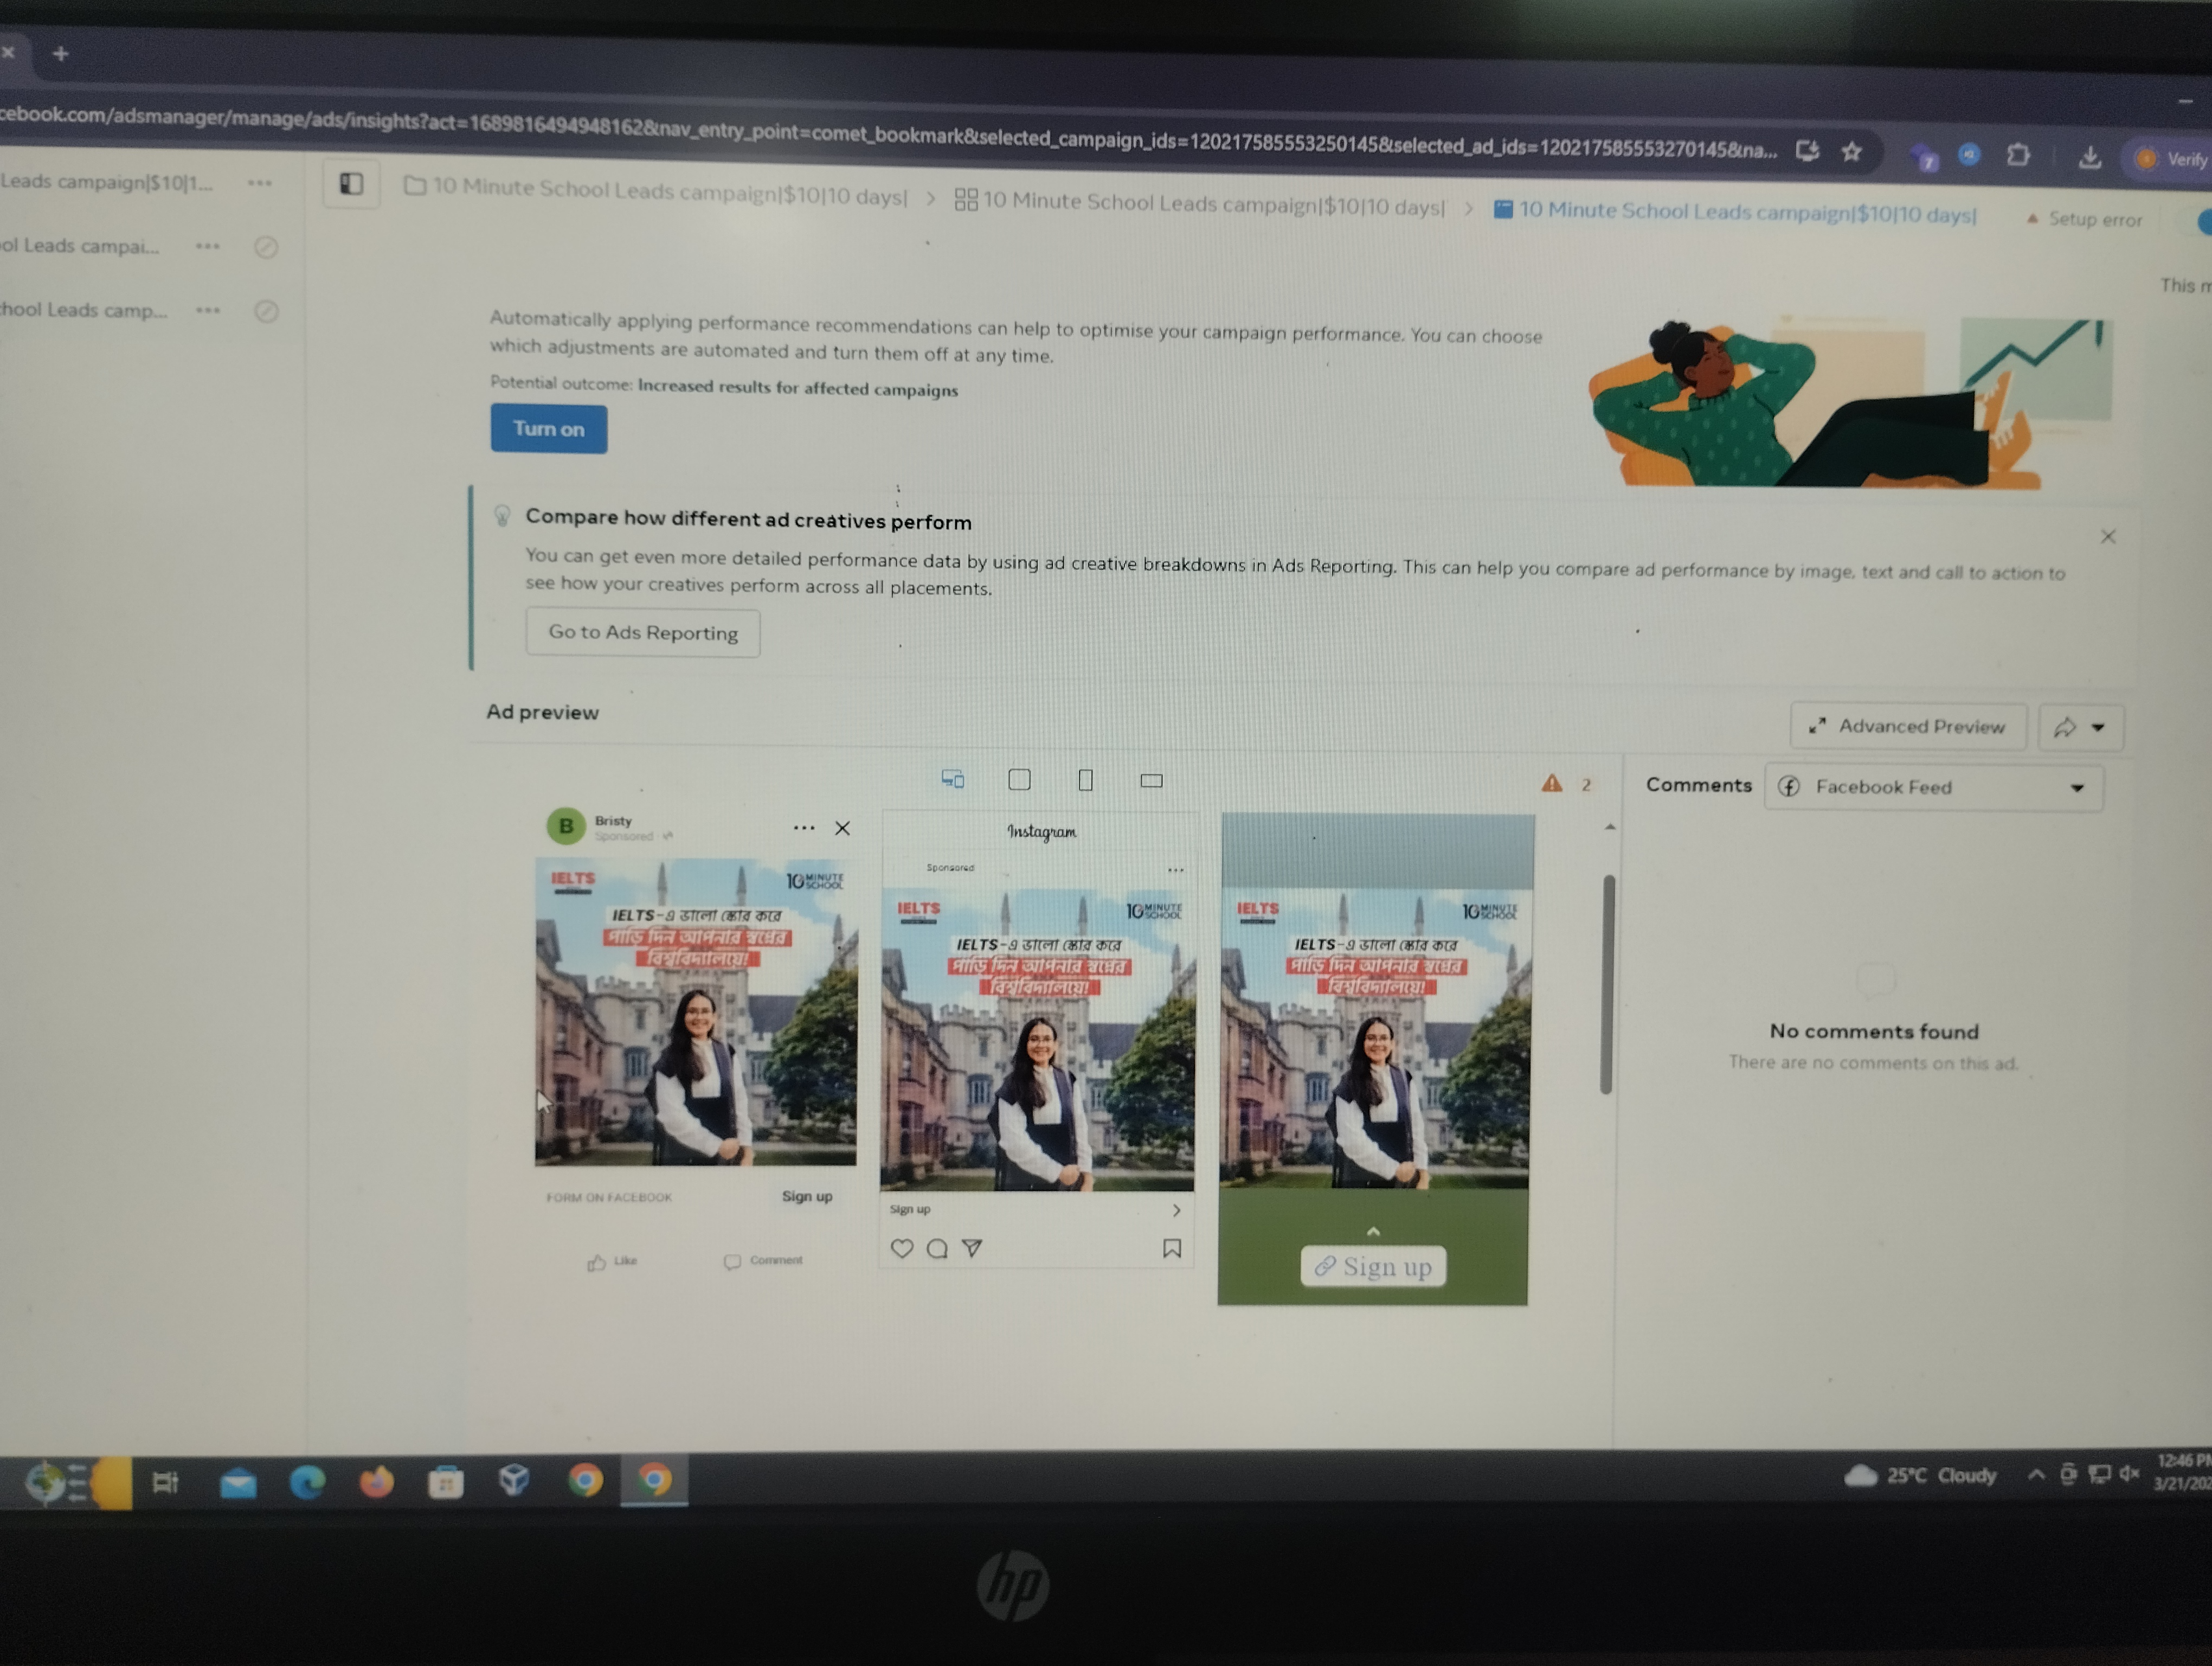 cebook.com/adsmanager/manage/ads/insights?act=1689816494948162&nav_entry_point=comet_bookmark&selected_campaign_ids=120217585553250145&selected_ad_ids=120217585553270145&na...
Verify
Leads campaign|$10|1...
10 Minute School Leads campaign|$10|10 days|
10 Minute School Leads campaign|$10|10 days|
10 Minute School Leads campaign|$10|10 days|
Setup error
ol Leads campai...
hool Leads camp...
This m
Automatically applying performance recommendations can help to optimise your campaign performance. You can choose
which adjustments are automated and turn them off at any time.
Potential outcome: Increased results for affected campaigns
Turn on
Compare how different ad creatives perform
You can get even more detailed performance data by using ad creative breakdowns in Ads Reporting. This can help you compare ad performance by image, text and call to action to
see how your creatives perform across all placements.
Go to Ads Reporting
Ad preview
Advanced Preview
2
Comments
Facebook Feed
B
Bristy
Sponsored
IELTS
10 MINUTE SCHOOL
IELTS-এ ভালো স্কোর করে
পাড়ি দিন আপনার স্বপ্নের
বিশ্ববিদ্যালয়ে!
FORM ON FACEBOOK
Sign up
Like
Comment
Instagram
Sponsored
IELTS
10 MINUTE SCHOOL
IELTS-এ ভালো স্কোর করে
পাড়ি দিন আপনার স্বপ্নের
বিশ্ববিদ্যালয়ে!
Sign up
IELTS
10 MINUTE SCHOOL
IELTS-এ ভালো স্কোর করে
পাড়ি দিন আপনার স্বপ্নের
বিশ্ববিদ্যালয়ে!
Sign up
No comments found
There are no comments on this ad.
25°C Cloudy
12:46 PM
3/21/202
hp